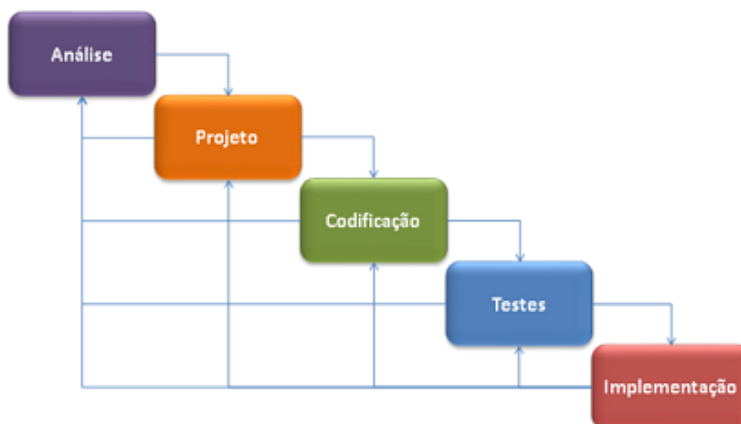 Análise
Projeto
Codificação
Testes
Implementação